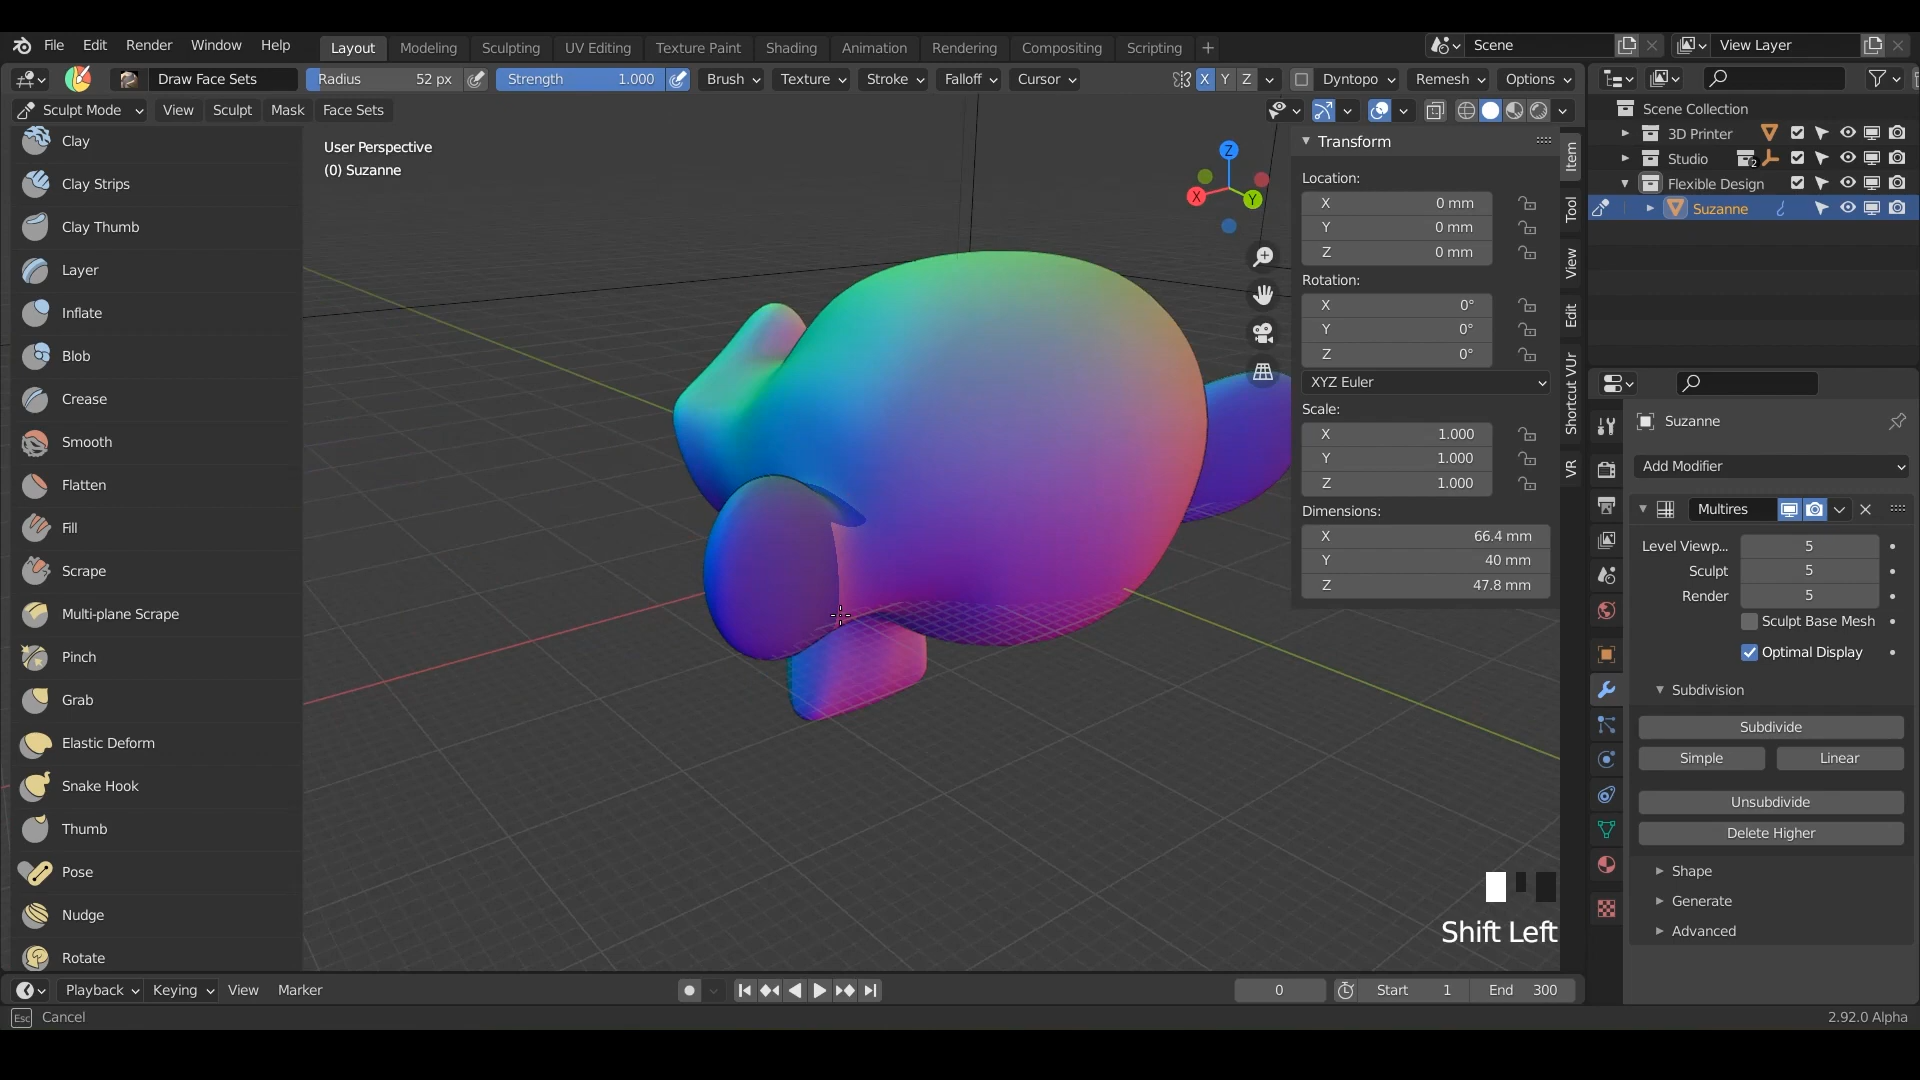 File Edit Render Window Help Layout Modeling Sculpting UV Editing Texture Paint Shading Animation Rendering Compositing Scripting + Scene View Layer
Draw Face Sets Radius 52 px Strength 1.000 Brush Texture Stroke Falloff Cursor X Y Z Dyntopo Remesh Options
Sculpt Mode View Sculpt Mask Face Sets
Clay
Clay Strips
Clay Thumb
Layer
Inflate
Blob
Crease
Smooth
Flatten
Fill
Scrape
Multi-plane Scrape
Pinch
Grab
Elastic Deform
Snake Hook
Thumb
Pose
Nudge
Rotate
User Perspective
(0) Suzanne
Z
X
Y
Transform
Location:
X 0 mm
Y 0 mm
Z 0 mm
Rotation:
X 0°
Y 0°
Z 0°
XYZ Euler
Scale:
X 1.000
Y 1.000
Z 1.000
Dimensions:
X 66.4 mm
Y 40 mm
Z 47.8 mm
Item
Tool
View
Edit
Shortcut VUr
VR
Scene Collection
3D Printer
Studio 2
Flexible Design
Suzanne
Suzanne
Add Modifier
Multires
Level Viewp... 5
Sculpt 5
Render 5
Sculpt Base Mesh
Optimal Display
Subdivision
Subdivide
Simple Linear
Unsubdivide
Delete Higher
Shape
Generate
Advanced
Shift Left
Playback Keying View Marker 0 Start 1 End 300
Esc Cancel 2.92.0 Alpha